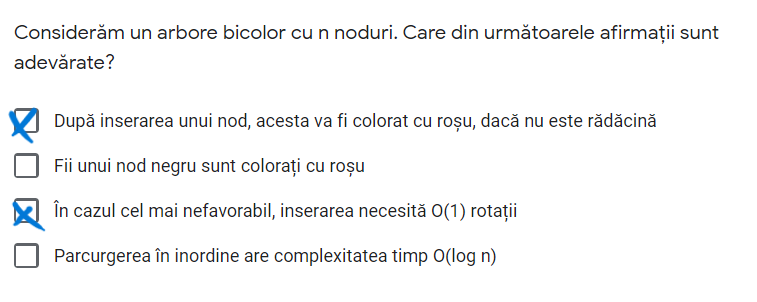 Considerăm un arbore bicolor cu n noduri. Care din următoarele afirmații sunt
adevărate?
După inserarea unui nod, acesta va fi colorat cu roșu, dacă nu este rădăcină
Fii unui nod negru sunt colorați cu roșu
În cazul cel mai nefavorabil, inserarea necesită O(1) rotații
Parcurgerea în inordine are complexitatea timp O(log n)